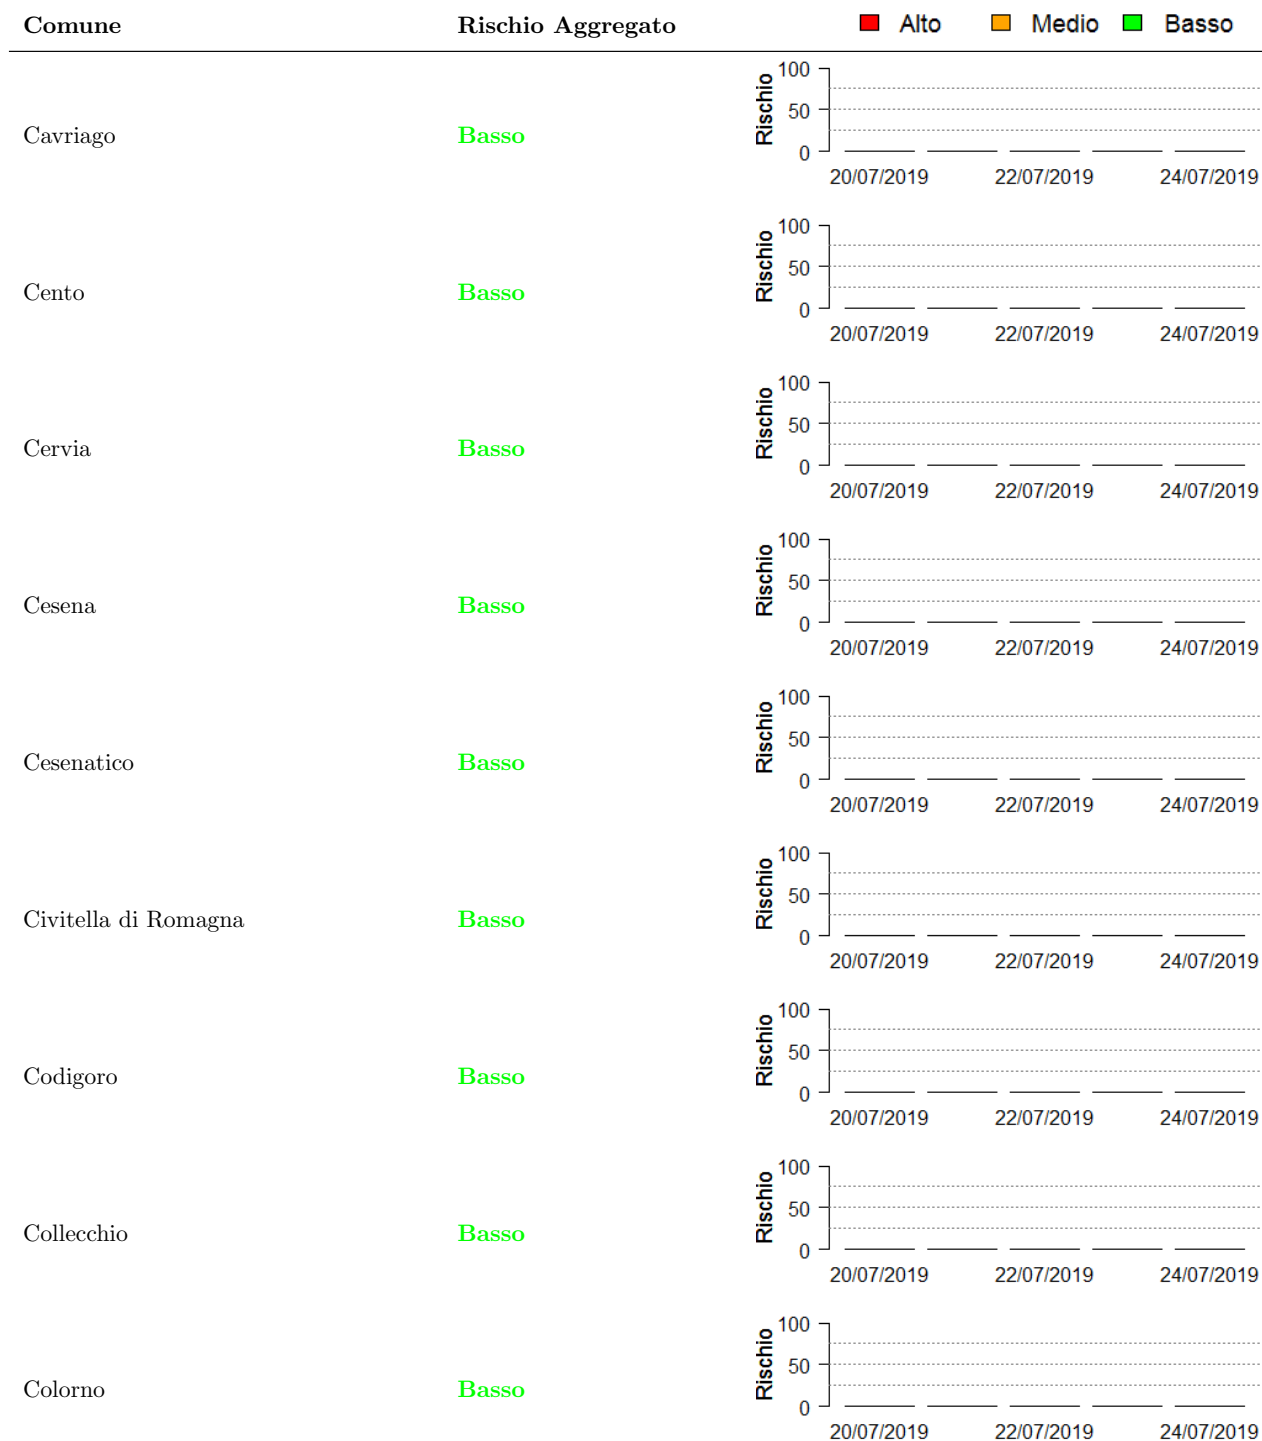 Comune Rischio Aggregato Alto Medio Basso
Cavriago Basso Rischio 100 50 0
20/07/2019 22/07/2019 24/07/2019
Cento Basso Rischio 100 50 0
20/07/2019 22/07/2019 24/07/2019
Cervia Basso Rischio 100 50 0
20/07/2019 22/07/2019 24/07/2019
Cesena Basso Rischio 100 50 0
20/07/2019 22/07/2019 24/07/2019
Cesenatico Basso Rischio 100 50 0
20/07/2019 22/07/2019 24/07/2019
Civitella di Romagna Basso Rischio 100 50 0
20/07/2019 22/07/2019 24/07/2019
Codigoro Basso Rischio 100 50 0
20/07/2019 22/07/2019 24/07/2019
Collecchio Basso Rischio 100 50 0
20/07/2019 22/07/2019 24/07/2019
Colorno Basso Rischio 100 50 0
20/07/2019 22/07/2019 24/07/2019